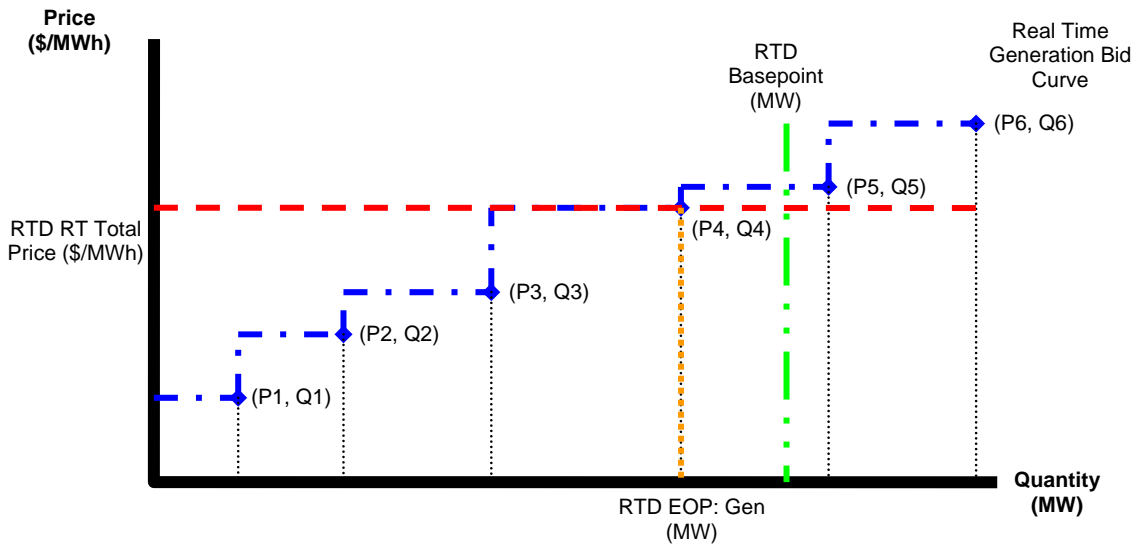 Price
($/MWh)
Real Time
Generation Bid
Curve
RTD
Basepoint
(MW)
(P6, Q6)
(P5, Q5)
RTD RT Total
Price ($/MWh)
(P4, Q4)
(P3, Q3)
(P2, Q2)
(P1, Q1)
Quantity
(MW)
RTD EOP: Gen
(MW)